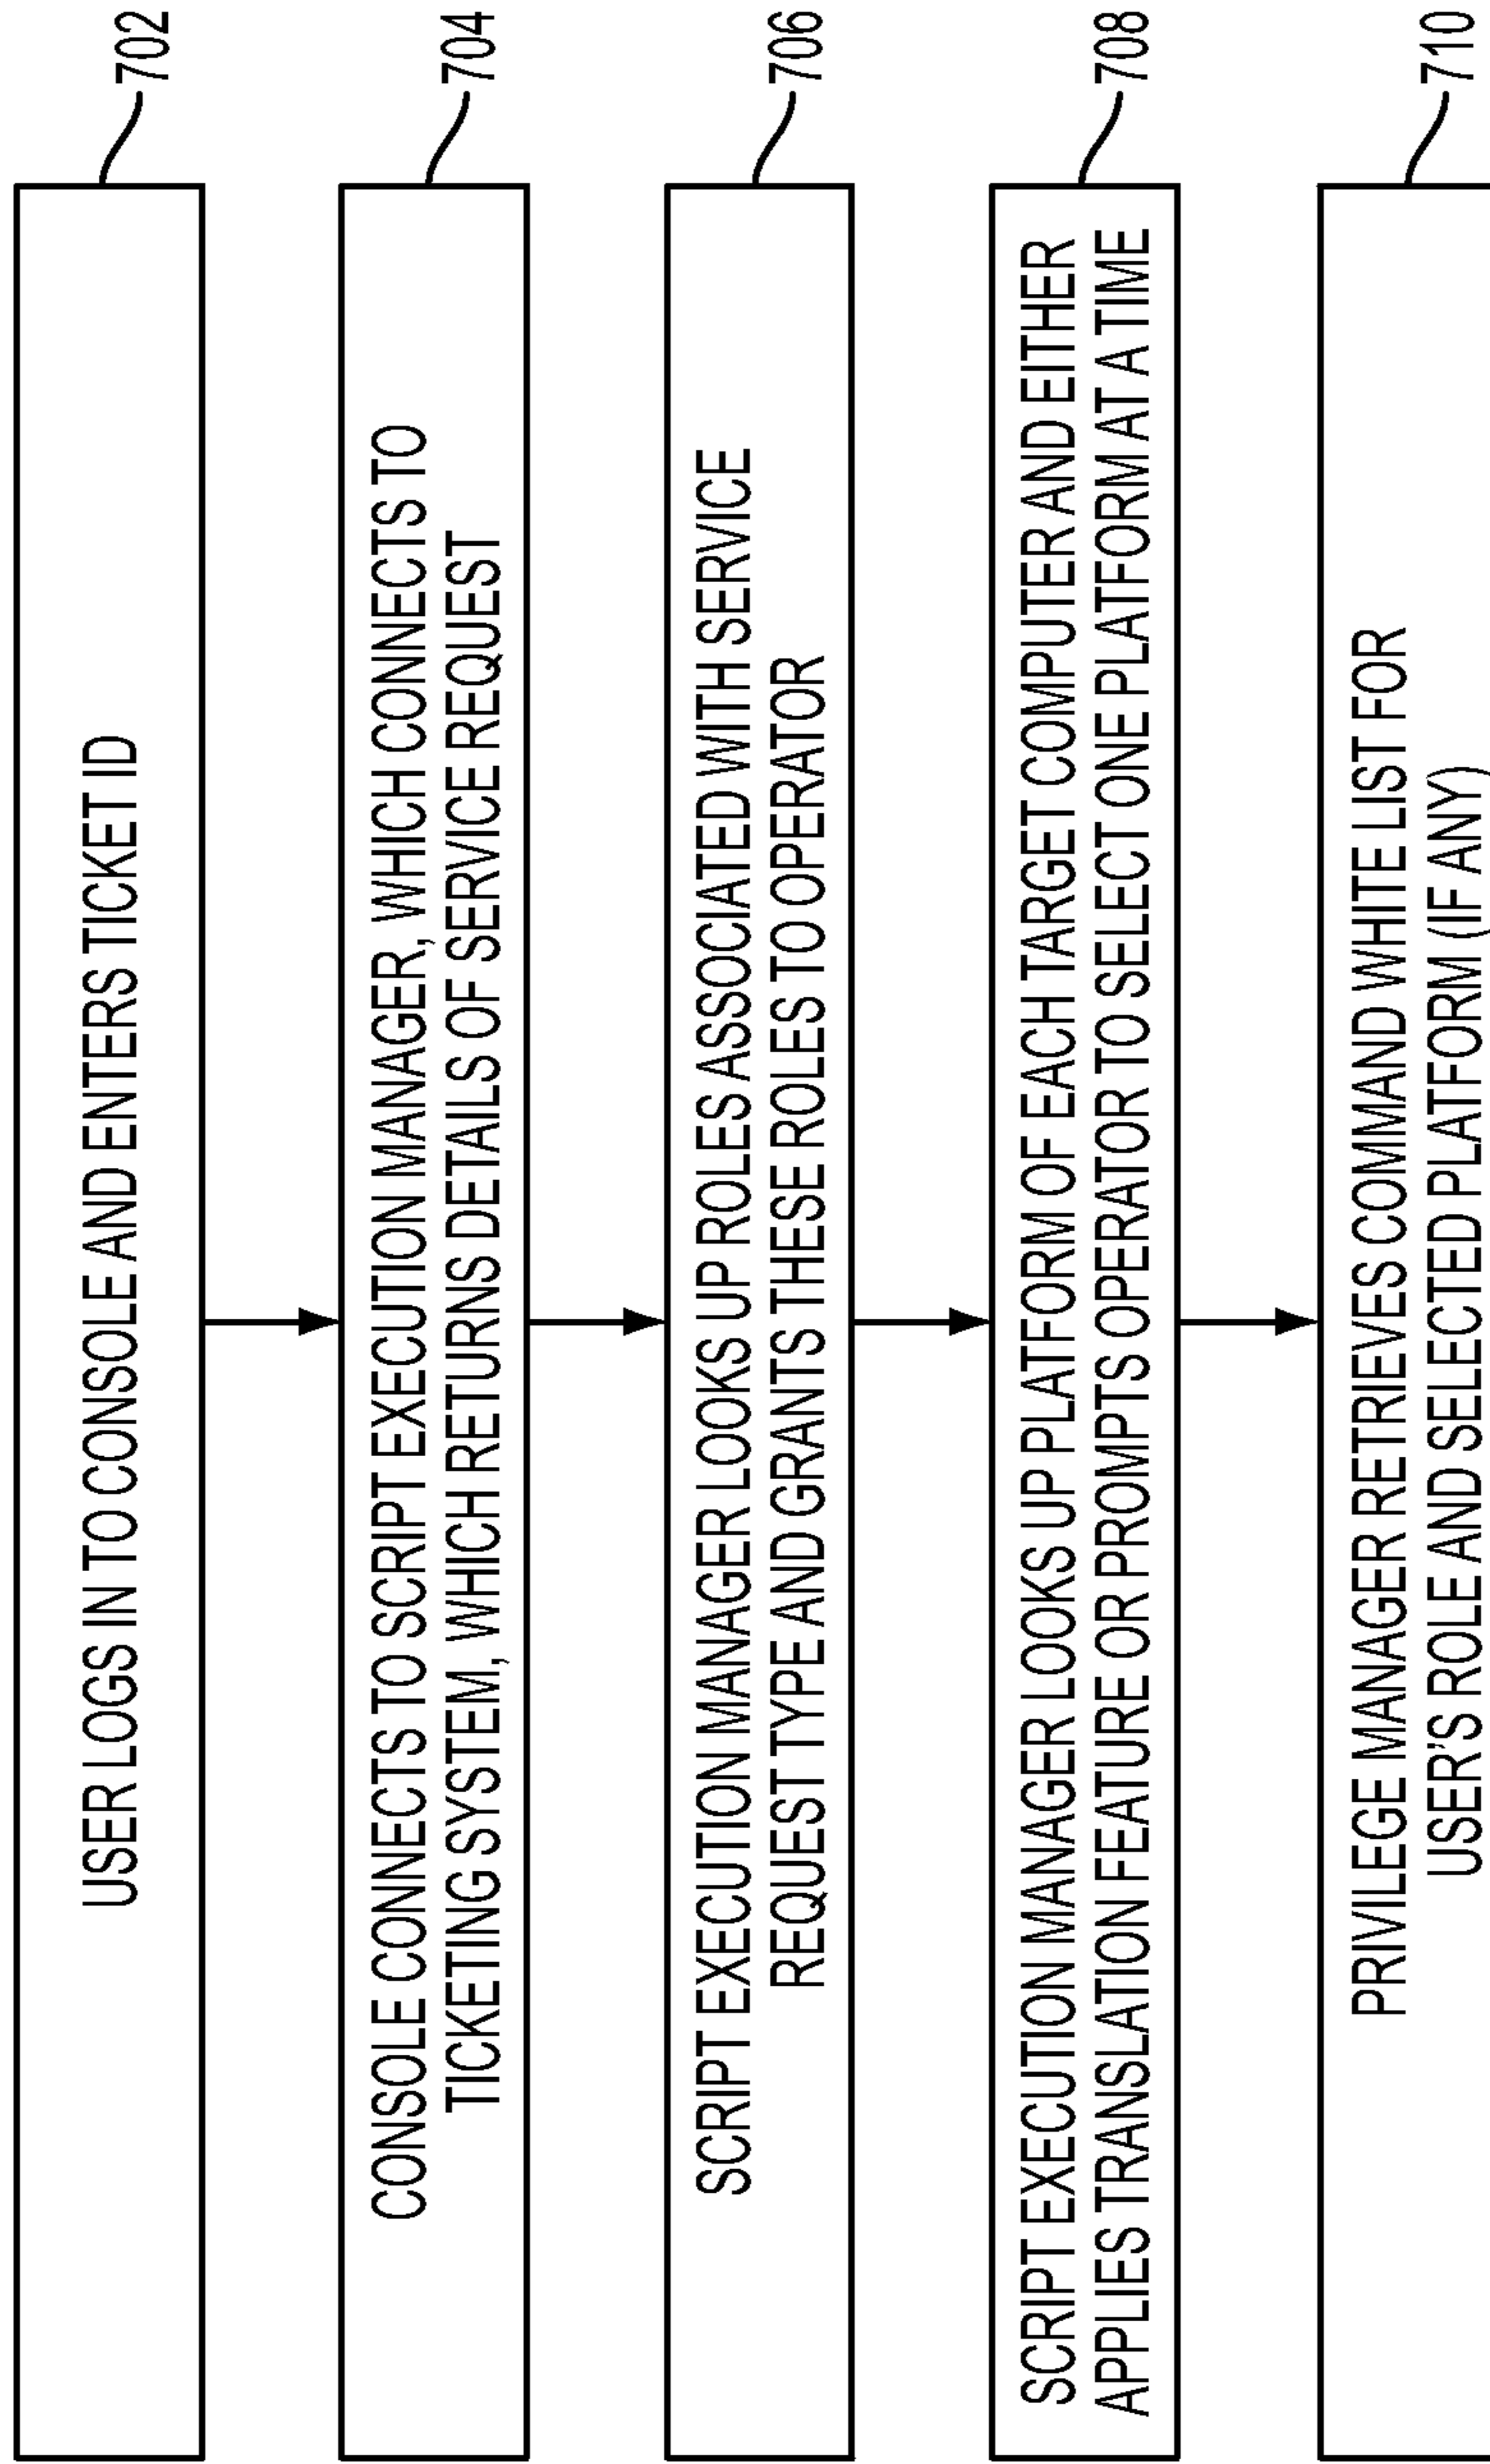 USER LOGS IN TO CONSOLE AND ENTERS TICKET ID
702
CONSOLE CONNECTS TO SCRIPT EXECUTION MANAGER, WHICH CONNECTS TO
TICKETING SYSTEM, WHICH RETURNS DETAILS OF SERVICE REQUEST
704
SCRIPT EXECUTION MANAGER LOOKS UP ROLES ASSOCIATED WITH SERVICE
REQUEST TYPE AND GRANTS THESE ROLES TO OPERATOR
706
SCRIPT EXECUTION MANAGER LOOKS UP PLATFORM OF EACH TARGET COMPUTER AND EITHER
APPLIES TRANSLATION FEATURE OR PROMPTS OPERATOR TO SELECT ONE PLATFORM AT A TIME
708
PRIVILEGE MANAGER RETRIEVES COMMAND WHITE LIST FOR
USER'S ROLE AND SELECTED PLATFORM (IF ANY)
710